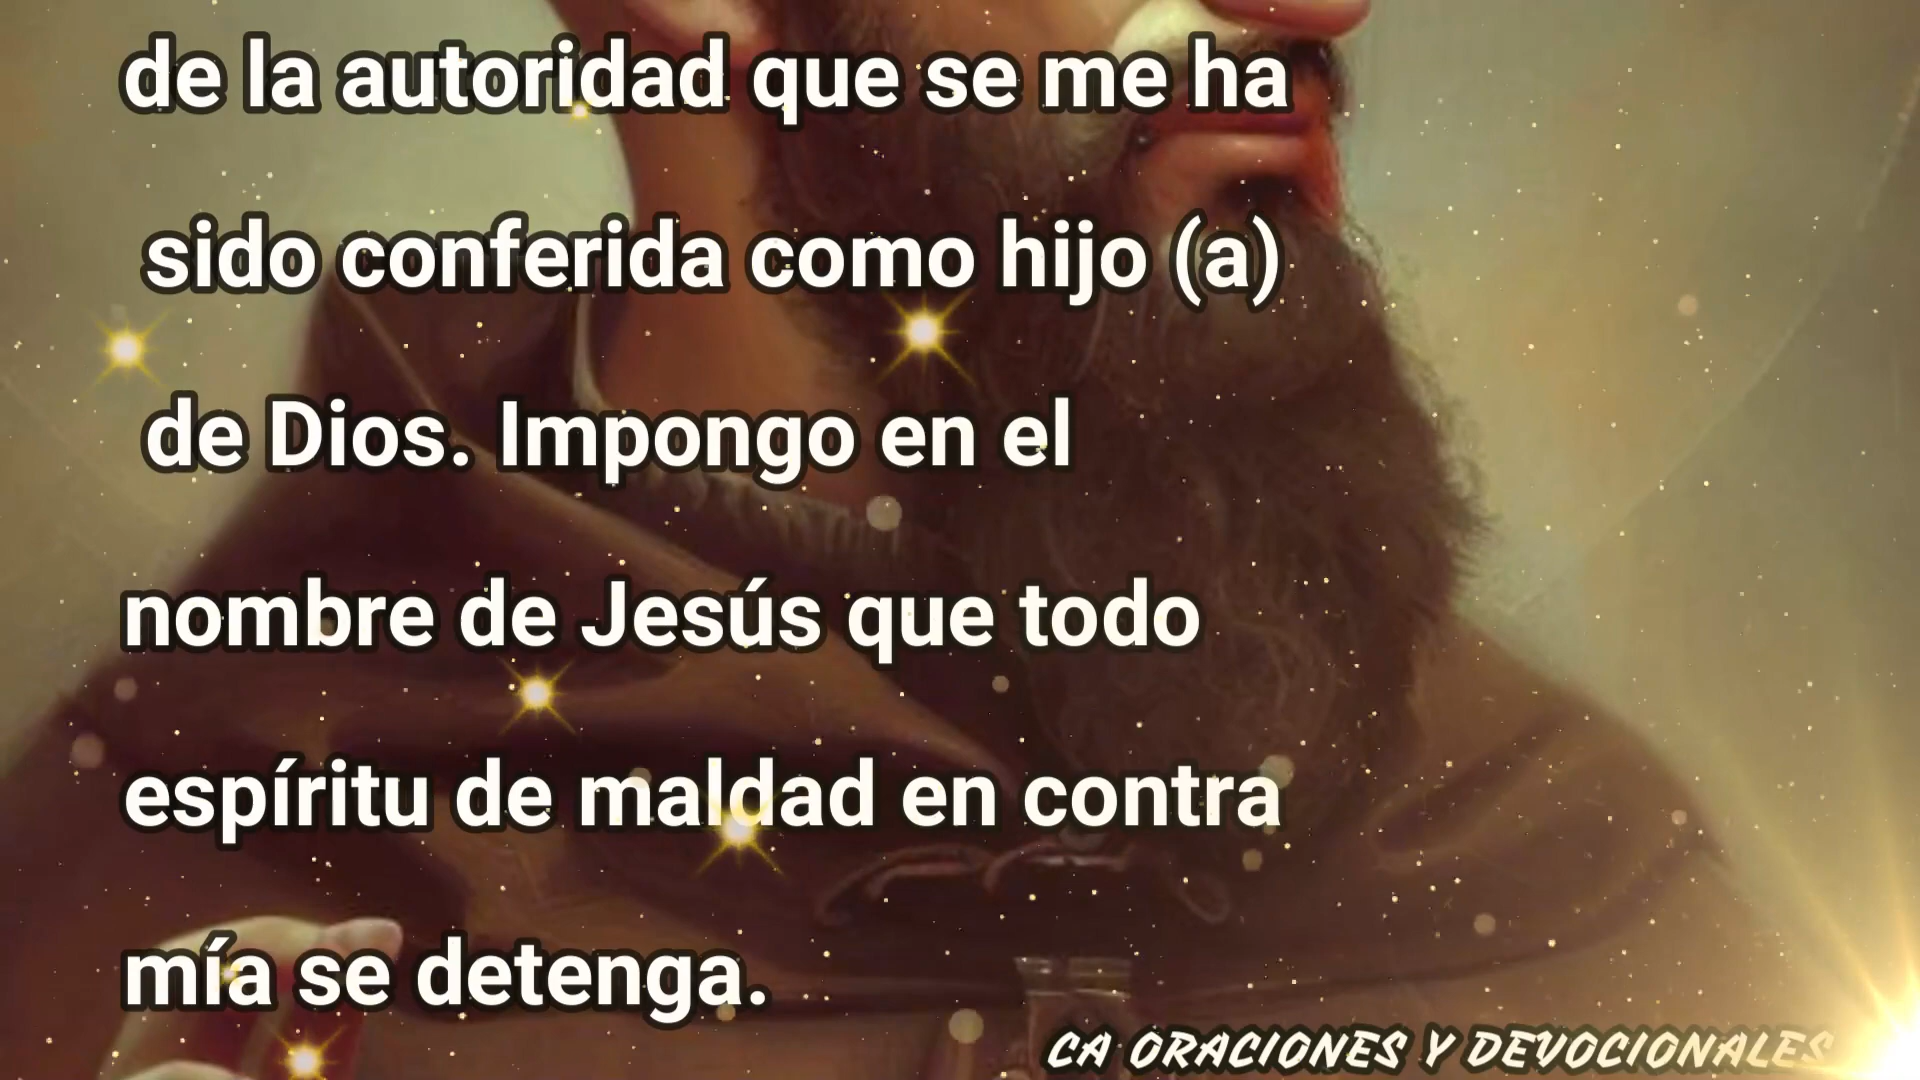 de la autoridad que se me ha
sido conferida como hijo (a)
de Dios. Impongo en el
nombre de Jesús que todo
espíritu de maldad en contra
mía se detenga.
CA ORACIONES Y DEVOCIONALES